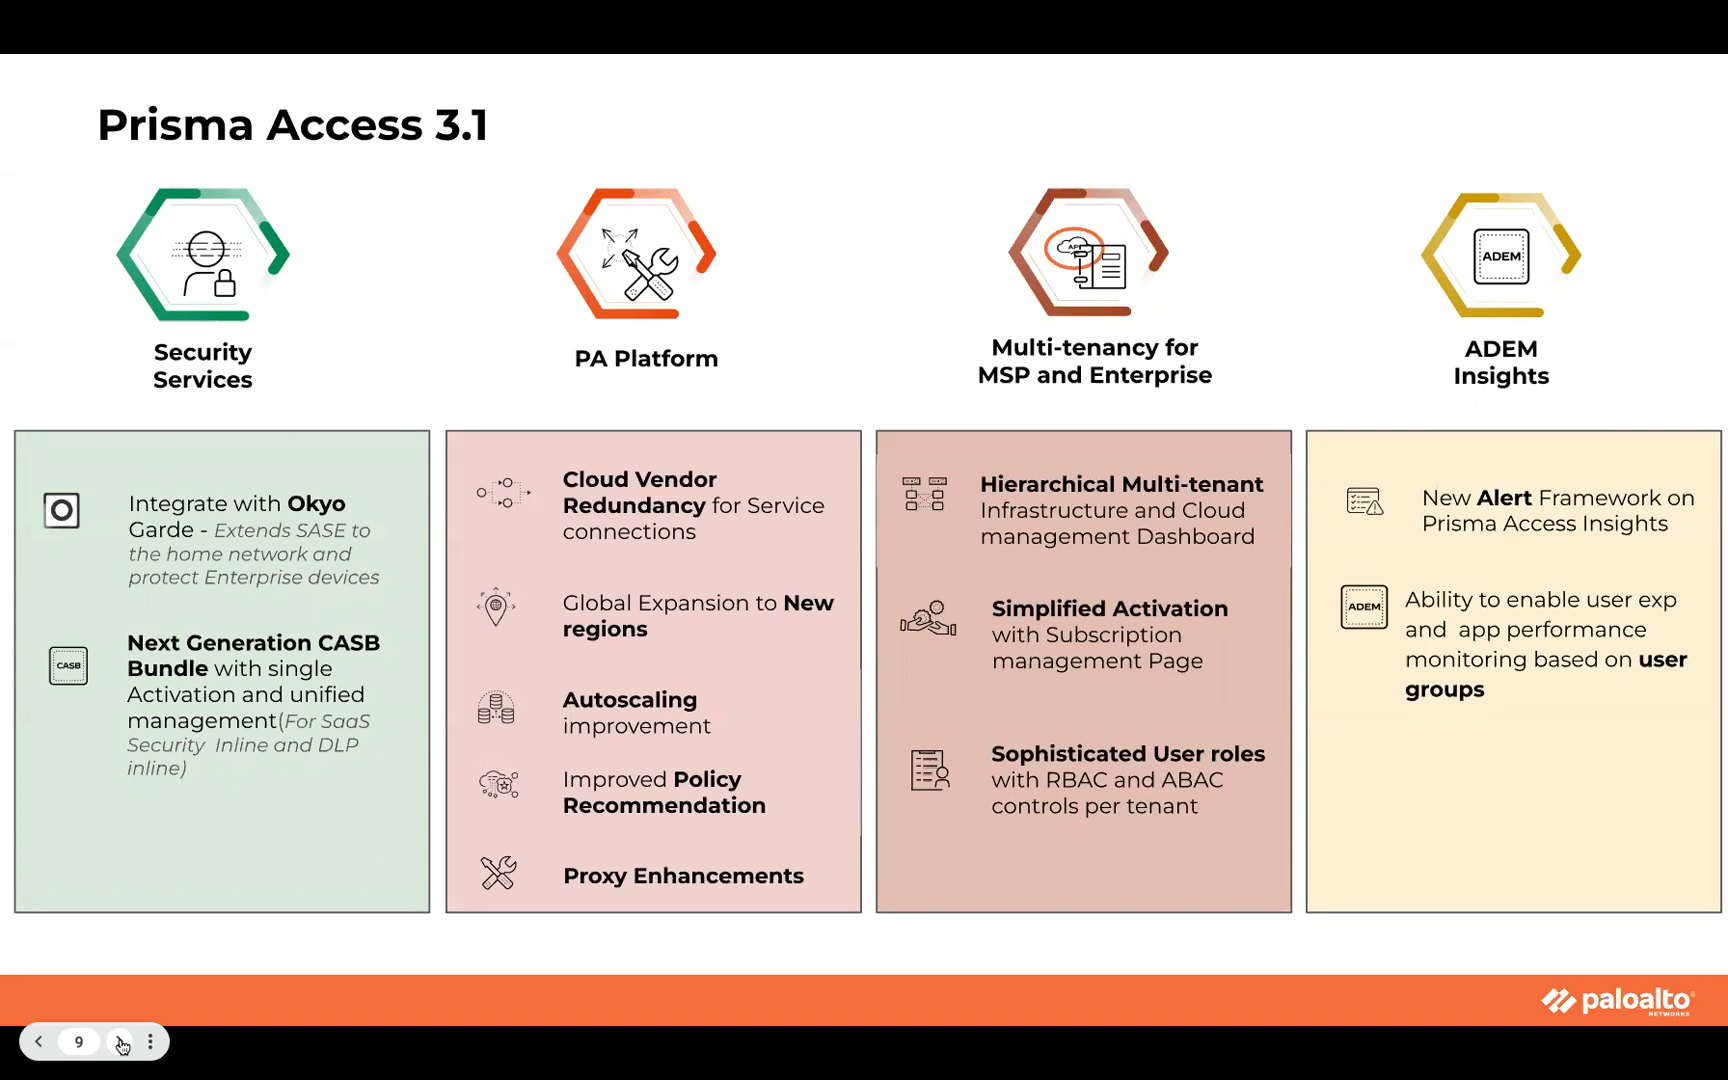 Prisma Access 3.1
Security
Services
PA Platform
API
Multi-tenancy for
MSP and Enterprise
ADEM
ADEM
Insights
Integrate with Okyo
Garde - Extends SASE to
the home network and
protect Enterprise devices
CASB
Next Generation CASB
Bundle with single
Activation and unified
management(For SaaS
Security Inline and DLP
inline)
Cloud Vendor
Redundancy for Service
connections
Global Expansion to New
regions
Autoscaling
improvement
Improved Policy
Recommendation
Proxy Enhancements
Hierarchical Multi-tenant
Infrastructure and Cloud
management Dashboard
Simplified Activation
with Subscription
management Page
Sophisticated User roles
with RBAC and ABAC
controls per tenant
New Alert Framework on
Prisma Access Insights
ADEM
Ability to enable user exp
and app performance
monitoring based on user
groups
paloalto
NETWORKS
9